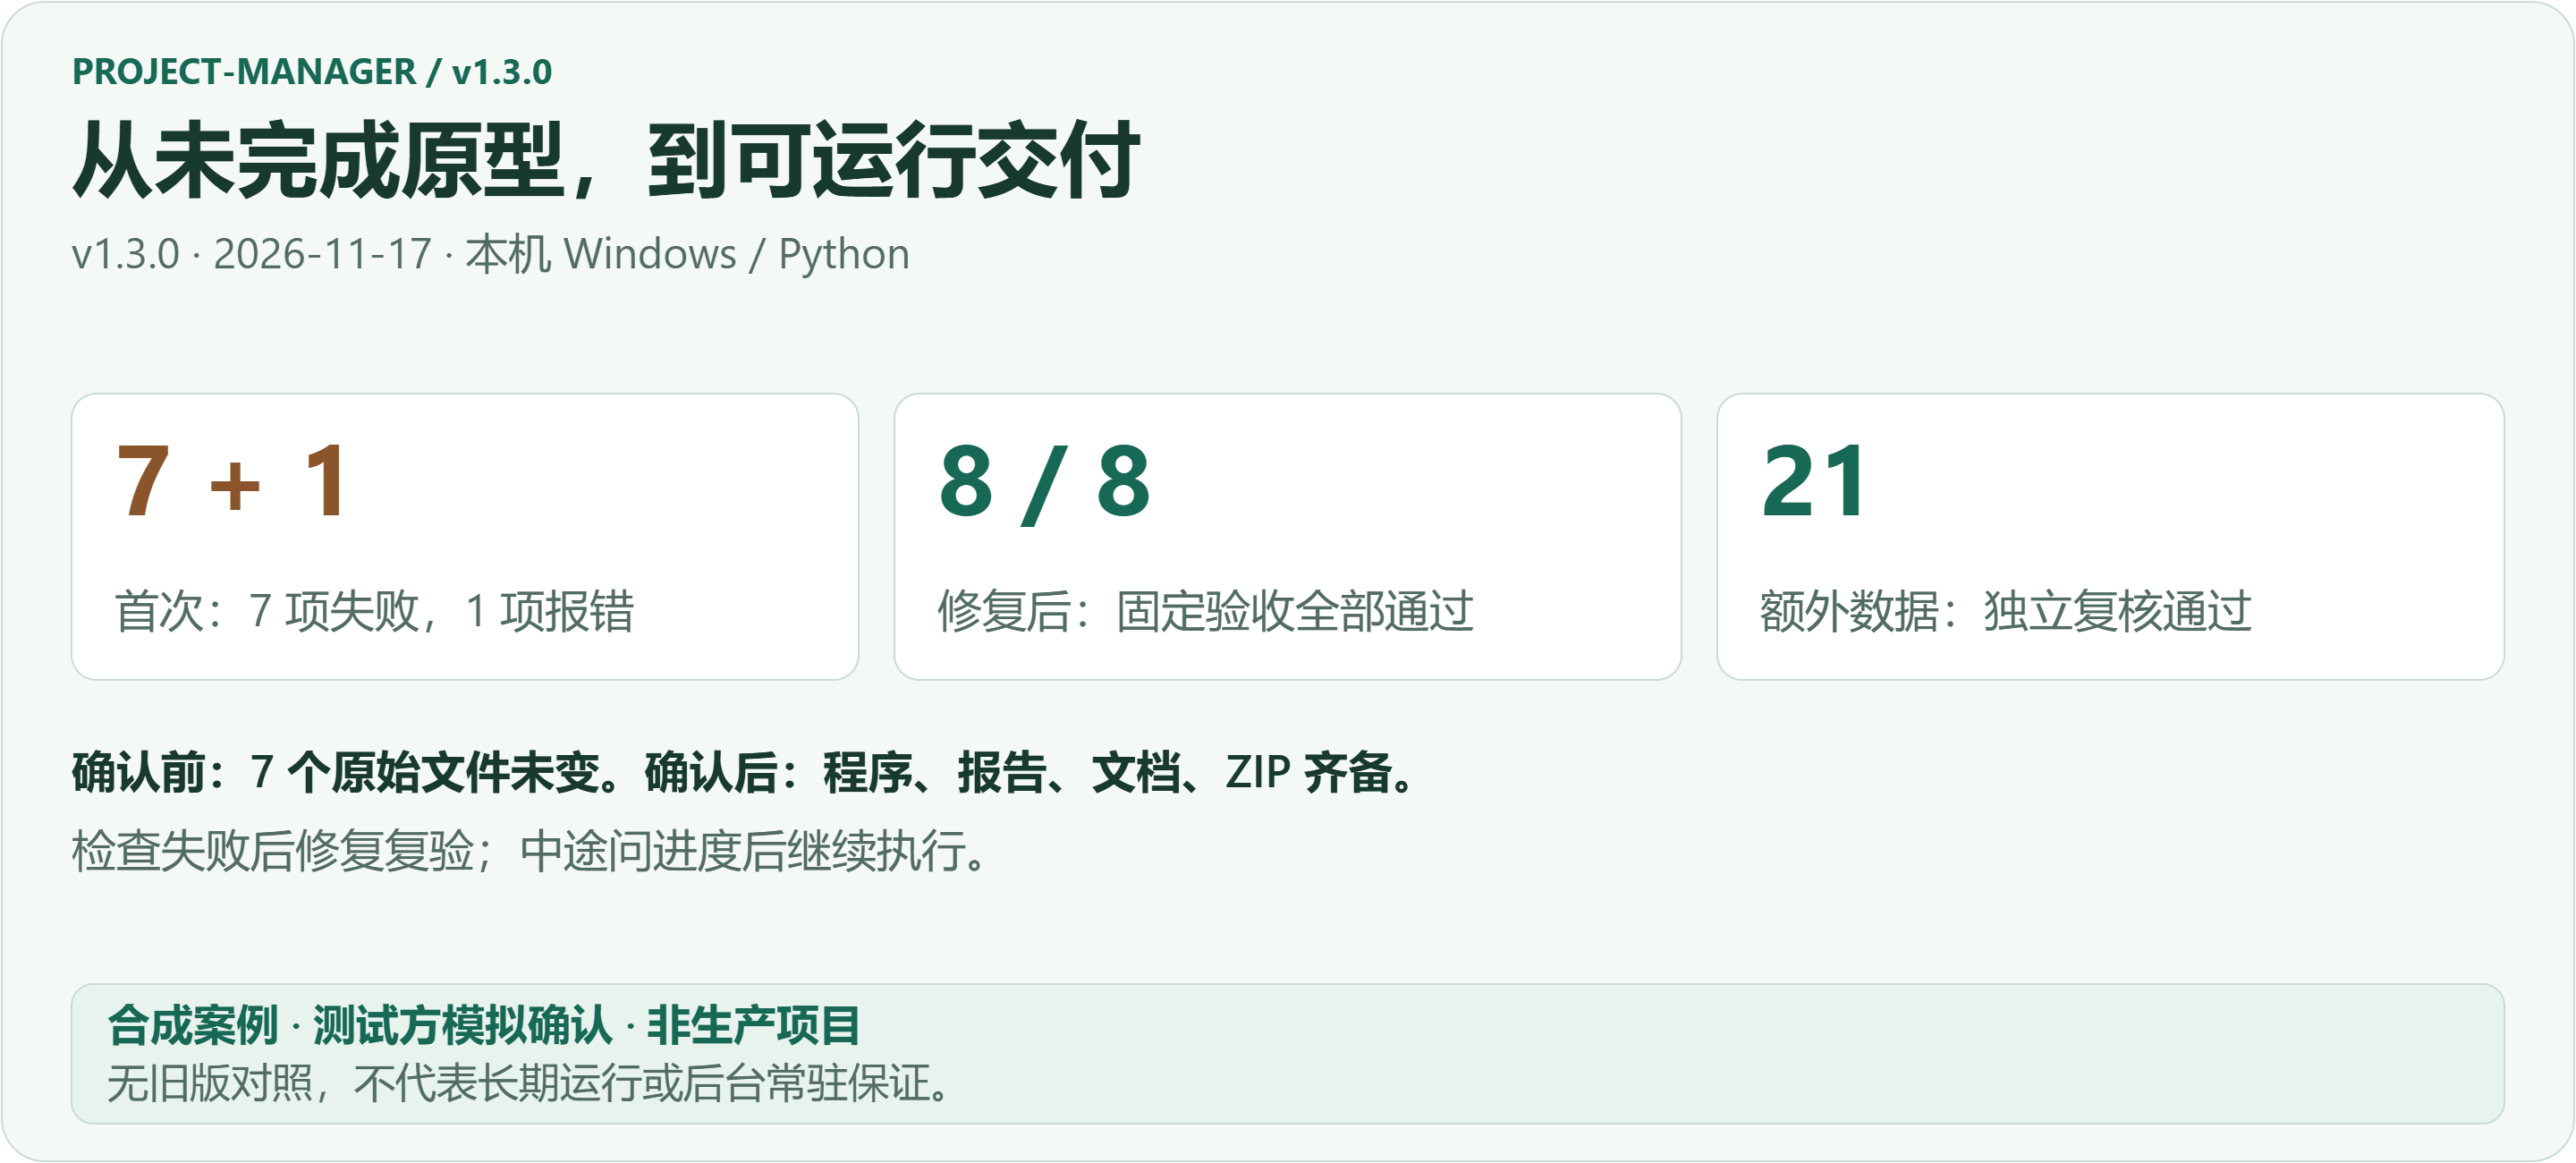 PROJECT-MANAGER / v1.3.0
从未完成原型，到可运行交付
v1.3.0 · 2026-11-17 · 本机 Windows / Python
7 + 1
首次：7 项失败，1 项报错
8 / 8
修复后：固定验收全部通过
21
额外数据：独立复核通过
确认前：7 个原始文件未变。确认后：程序、报告、文档、ZIP 齐备。
检查失败后修复复验；中途问进度后继续执行。
合成案例 · 测试方模拟确认 · 非生产项目
无旧版对照，不代表长期运行或后台常驻保证。